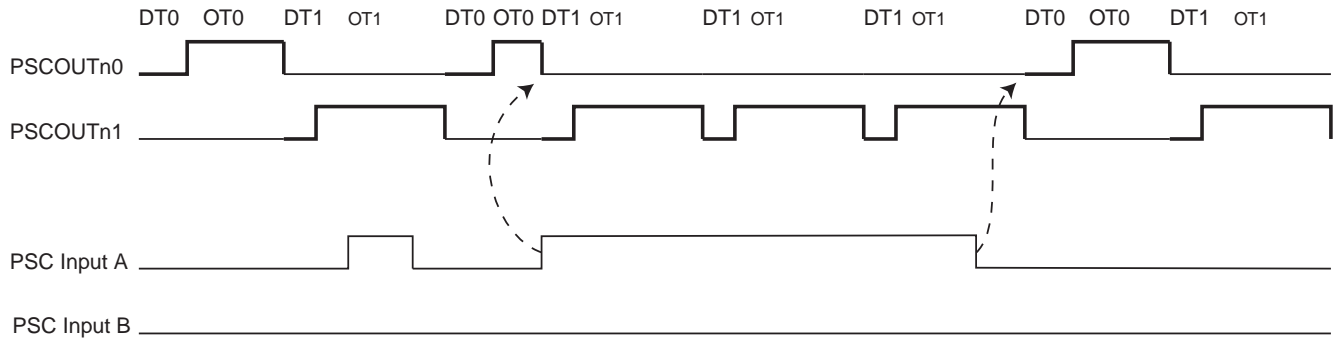 DT0 OT0 DT1 OT1 DT0 OT0 DT1 OT1 DT1 OT1 DT1 OT1 DT0 OT0 DT1 OT1
PSCOUTn0
PSCOUTn1
PSC Input A
PSC Input B